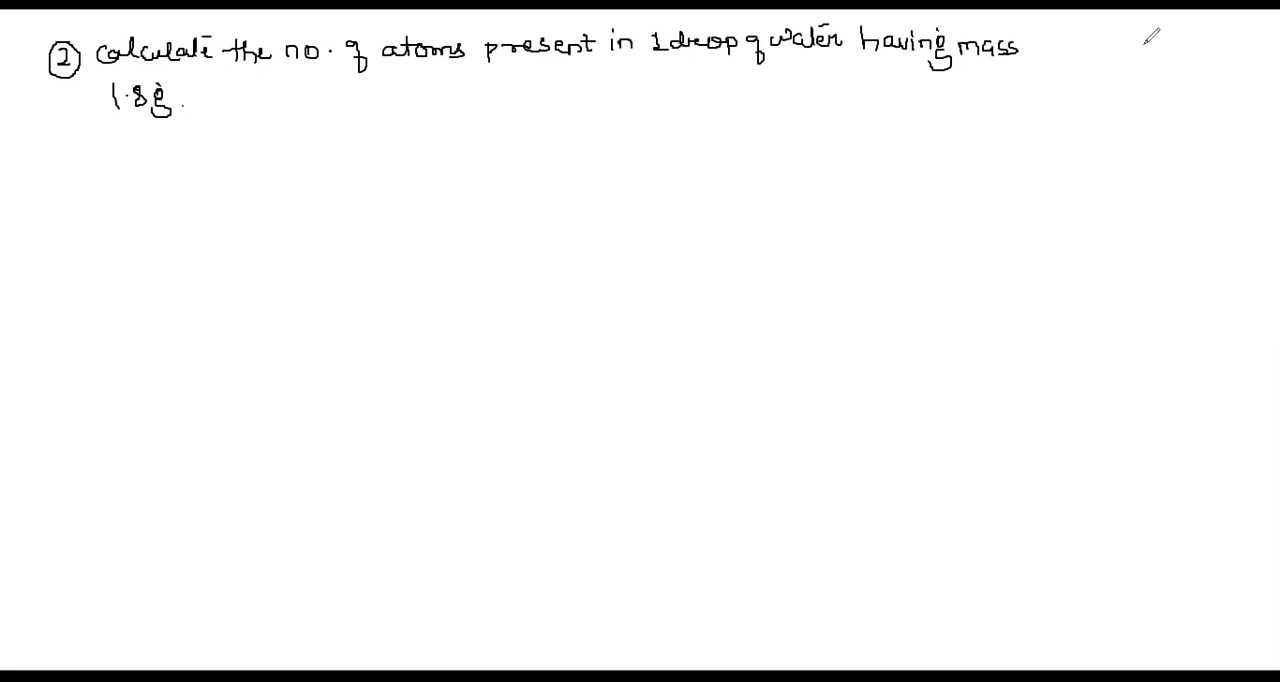 ② calculate the no. of atoms present in 1 drop of water having mass
1.8g.